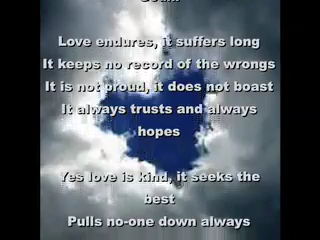 Love endures, it suffers long
It keeps no record of the wrongs
It is not proud, it does not boast
It always trusts and always
hopes
Yes love is kind, it seeks the
best
Pulls no-one down always